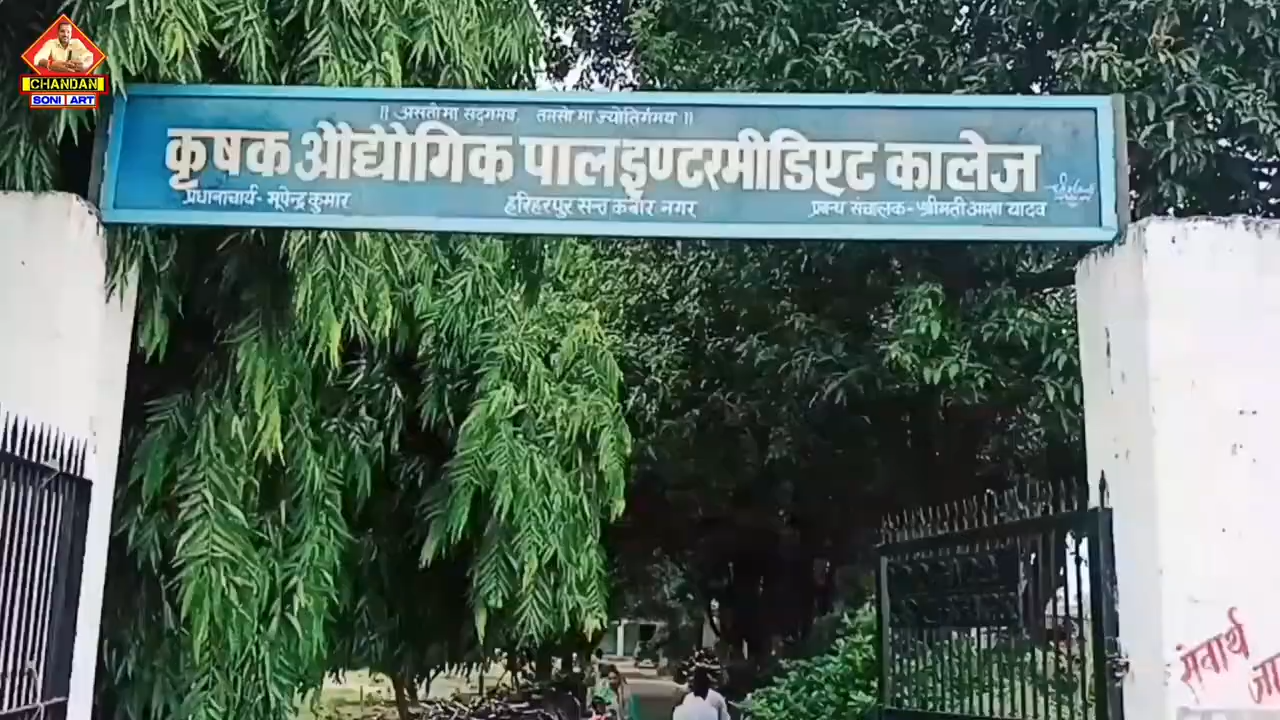 CHANDAN
SONI ART
॥ असतोमा सद्गमय, तमसो मा ज्योतिर्गमय ॥
कृषक औद्योगिक पाल इण्टरमीडिएट कालेज
प्रधानाचार्य- भूपेन्द्र कुमार हरिहरपुर सन्त कबीर नगर प्रबन्ध संचालक- श्रीमती आशा यादव